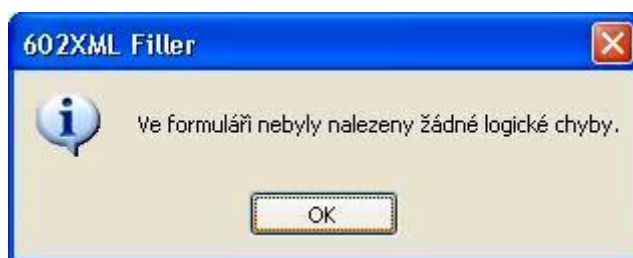 602XML Filler
Ve formuláři nebyly nalezeny žádné logické chyby.
OK